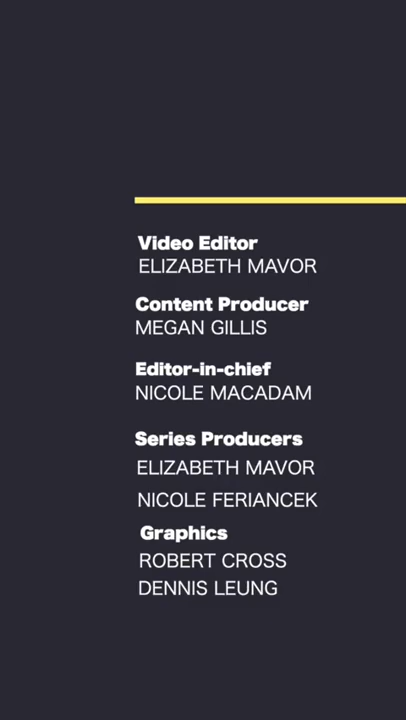 Video Editor
ELIZABETH MAVOR
Content Producer
MEGAN GILLIS
Editor-in-chief
NICOLE MACADAM
Series Producers
ELIZABETH MAVOR
NICOLE FERIANCEK
Graphics
ROBERT CROSS
DENNIS LEUNG